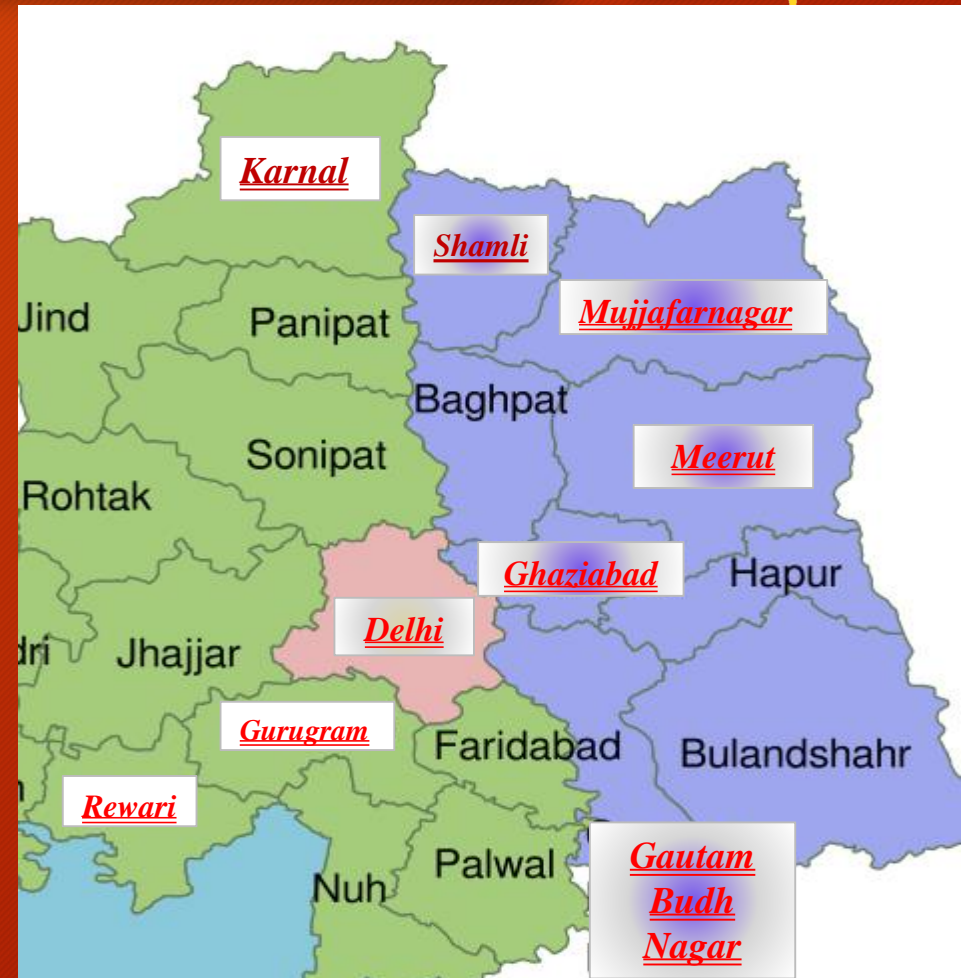 Karnal
Shamli
Mujjafarnagar
Jind
Panipat
Baghpat
Sonipat
Meerut
Rohtak
Ghaziabad
Hapur
Delhi
dri
Jhajjar
Gurugram
Faridabad
Bulandshahr
Rewari
Palwal
Nuh
Gautam
Budh
Nagar